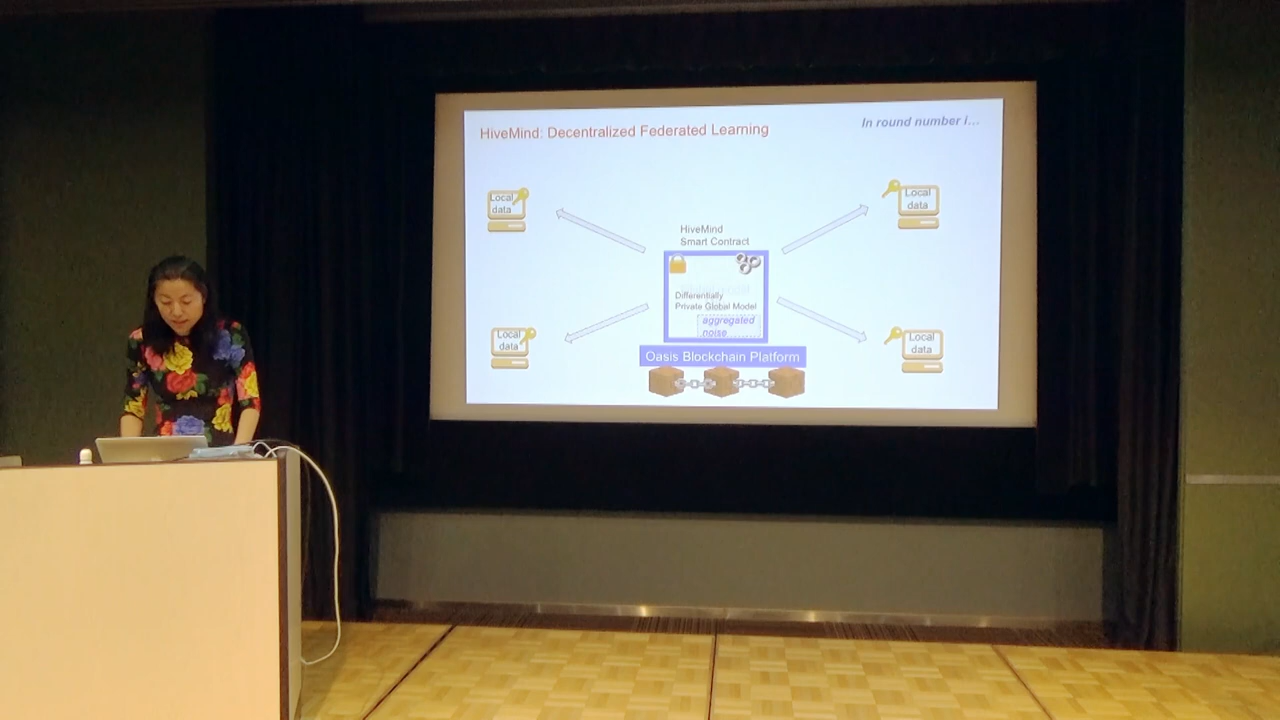 HiveMind: Decentralized Federated Learning
In round number i...
Local
data
Local
data
HiveMind
Smart Contract
Differentially
Private Global Model
aggregated
noise
Local
data
Local
data
Oasis Blockchain Platform